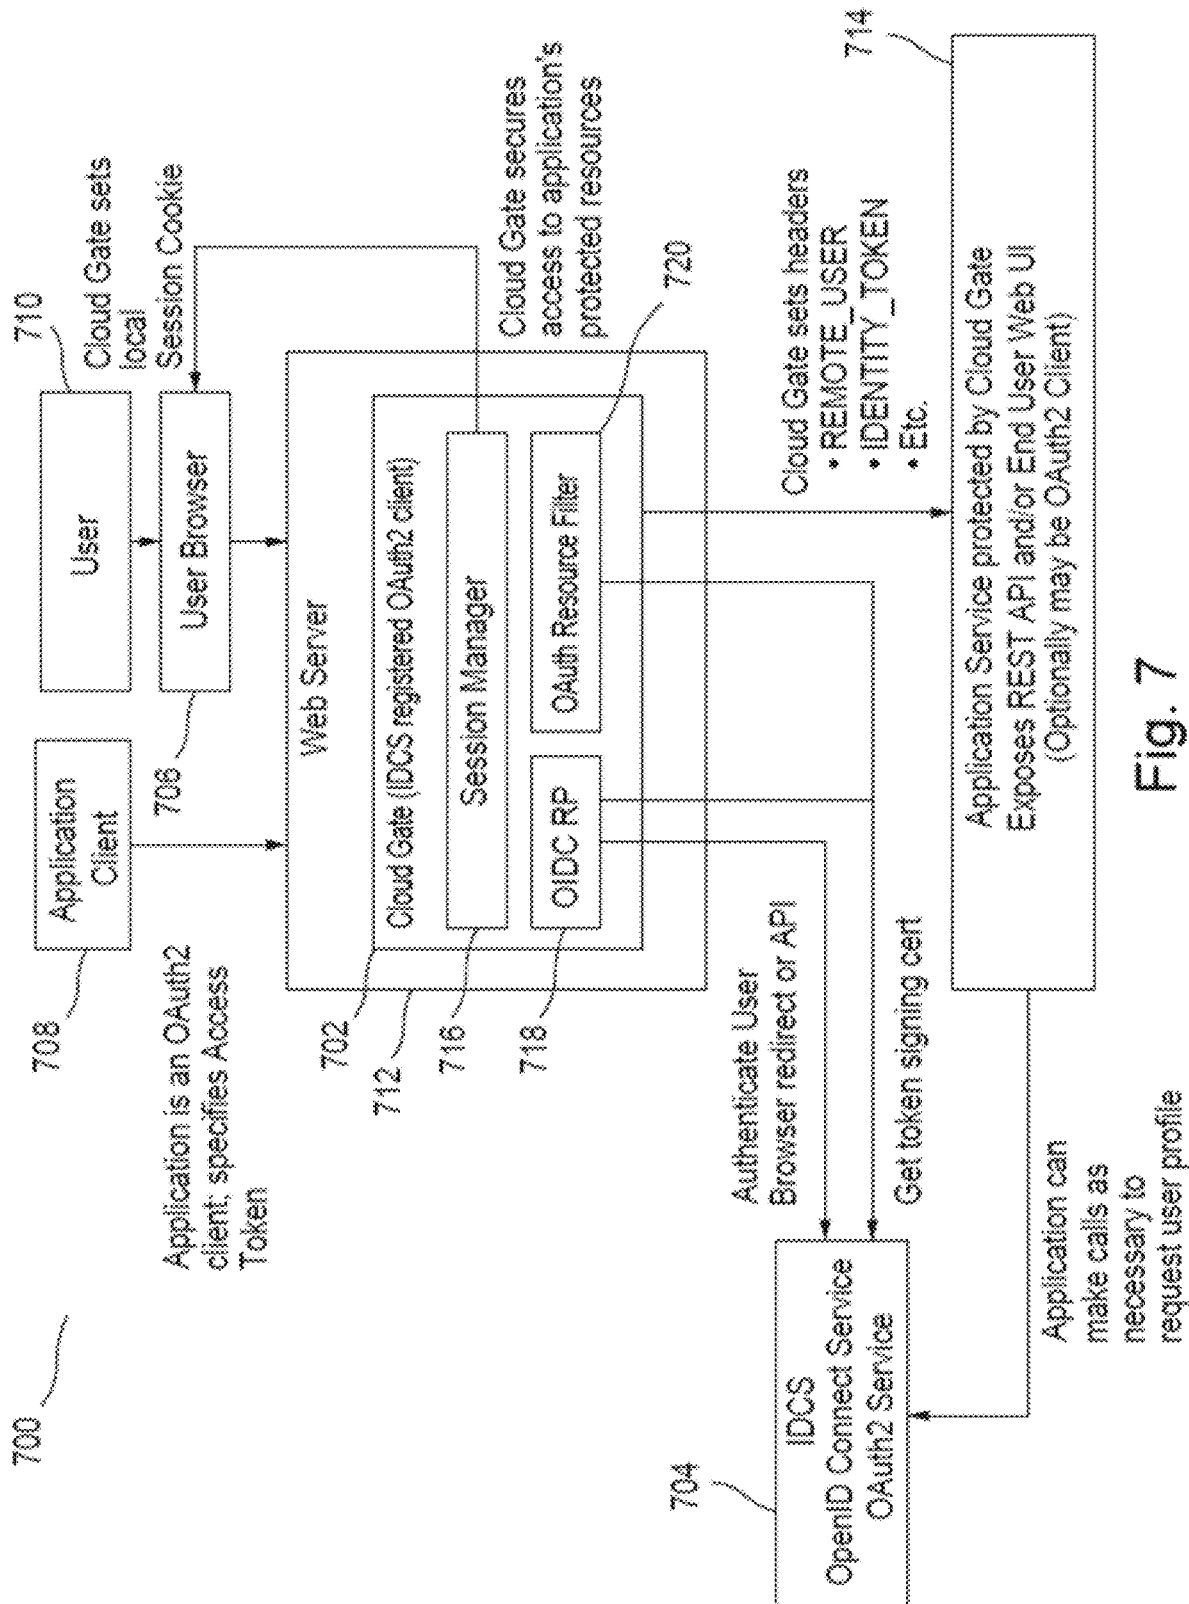 700
708
Application
Client
Application is an OAuth2
client; specifies Access
Token
710
User
User Browser
706
Cloud Gate sets
local
Session Cookie
Web Server
Cloud Gate (IDCS registered OAuth2 client)
Session Manager
OIDC RP
OAuth Resource Filter
702
712
716
718
720
Cloud Gate secures
access to application's
protected resources
Authenticate User
Browser redirect or API
Get token signing cert
Cloud Gate sets headers
• REMOTE_USER
• IDENTITY_TOKEN
• Etc.
704
IDCS
OpenID Connect Service
OAuth2 Service
714
Application Service protected by Cloud Gate
Exposes REST API and/or End User Web UI
(Optionally may be OAuth2 Client)
Application can
make calls as
necessary to
request user profile
Fig. 7